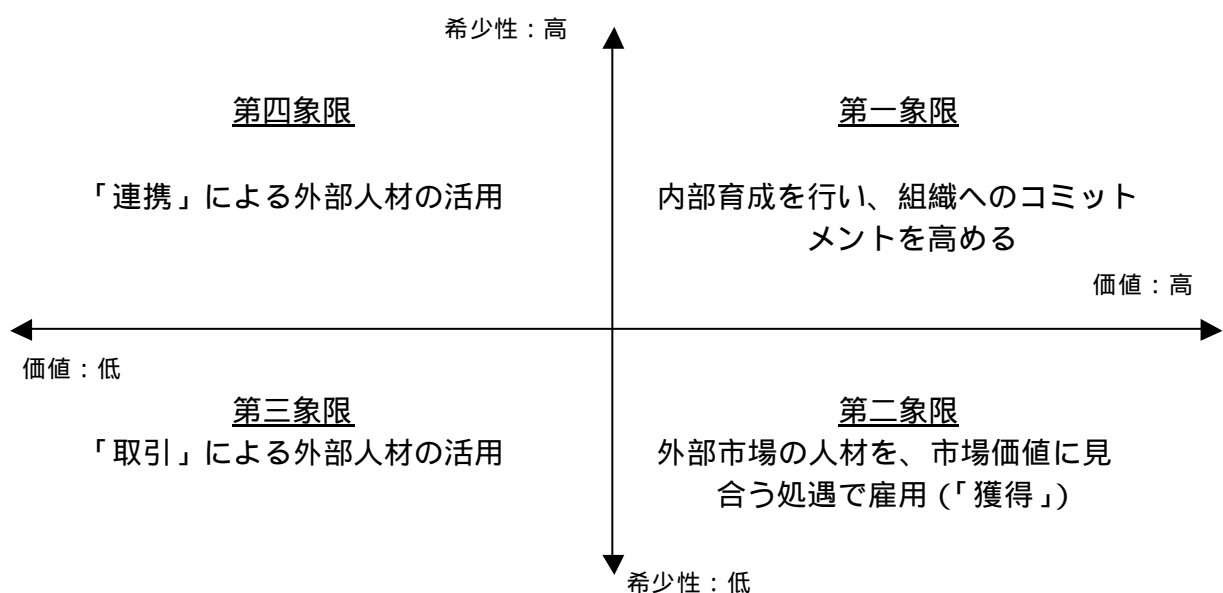 希少性：高
第四象限
「連携」による外部人材の活用
第一象限
内部育成を行い、組織へのコミット
メントを高める
価値：高
価値：低
第三象限
「取引」による外部人材の活用
第二象限
外部市場の人材を、市場価値に見
合う処遇で雇用（「獲得」）
希少性：低